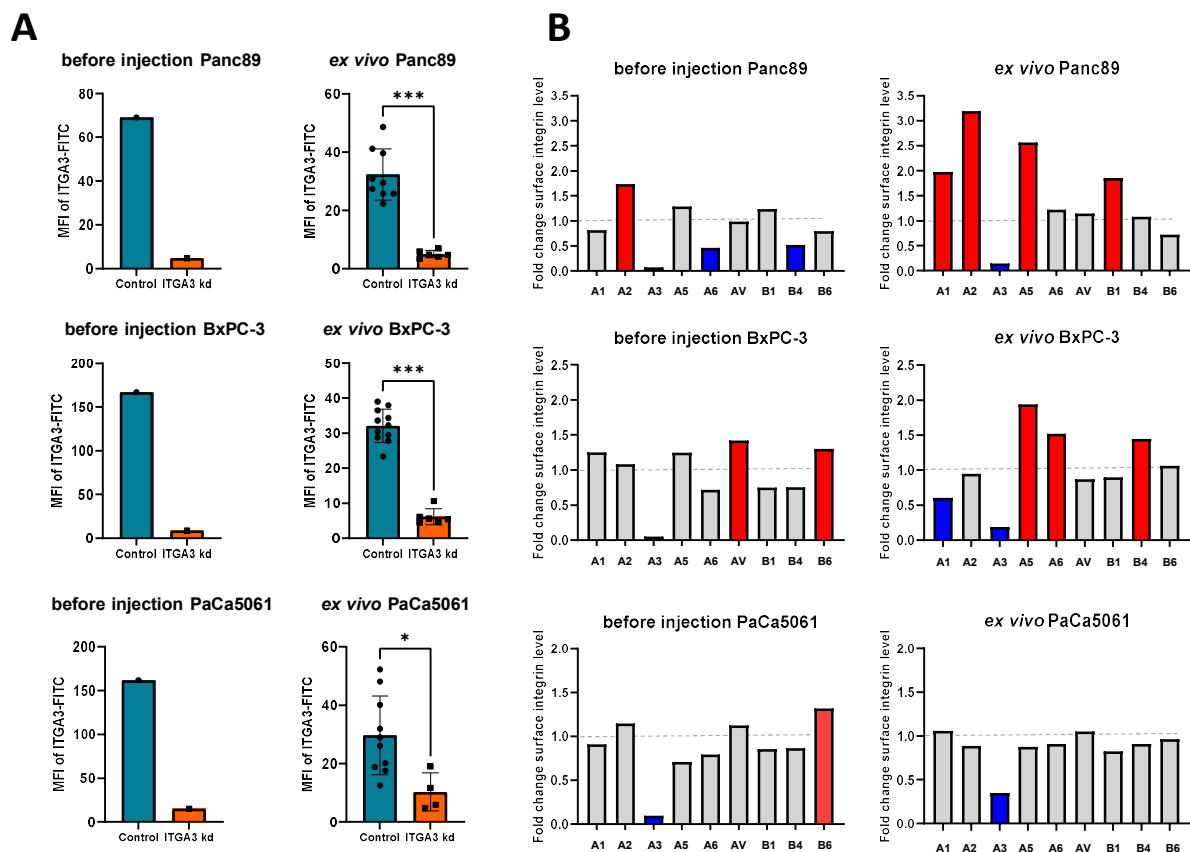 A
B
before injection Panc89
MFI of ITGA3-FITC
80
60
40
20
0
Control ITGA3 kd
ex vivo Panc89
MFI of ITGA3-FITC
60
40
20
0
***
Control ITGA3 kd
before injection Panc89
Fold change surface integrin level
3.5
3.0
2.5
2.0
1.5
1.0
0.5
0.0
A1 A2 A3 A5 A6 AV B1 B4 B6
ex vivo Panc89
Fold change surface integrin level
3.5
3.0
2.5
2.0
1.5
1.0
0.5
0.0
A1 A2 A3 A5 A6 AV B1 B4 B6
before injection BxPC-3
MFI of ITGA3-FITC
200
150
100
50
0
Control ITGA3 kd
ex vivo BxPC-3
MFI of ITGA3-FITC
50
40
30
20
10
0
***
Control ITGA3 kd
before injection BxPC-3
Fold change surface integrin level
2.5
2.0
1.5
1.0
0.5
0.0
A1 A2 A3 A5 A6 AV B1 B4 B6
ex vivo BxPC-3
Fold change surface integrin level
2.5
2.0
1.5
1.0
0.5
0.0
A1 A2 A3 A5 A6 AV B1 B4 B6
before injection PaCa5061
MFI of ITGA3-FITC
200
150
100
50
0
Control ITGA3 kd
ex vivo PaCa5061
MFI of ITGA3-FITC
60
40
20
0
*
Control ITGA3 kd
before injection PaCa5061
Fold change surface integrin level
2.0
1.5
1.0
0.5
0.0
A1 A2 A3 A5 A6 AV B1 B4 B6
ex vivo PaCa5061
Fold change surface integrin level
2.0
1.5
1.0
0.5
0.0
A1 A2 A3 A5 A6 AV B1 B4 B6